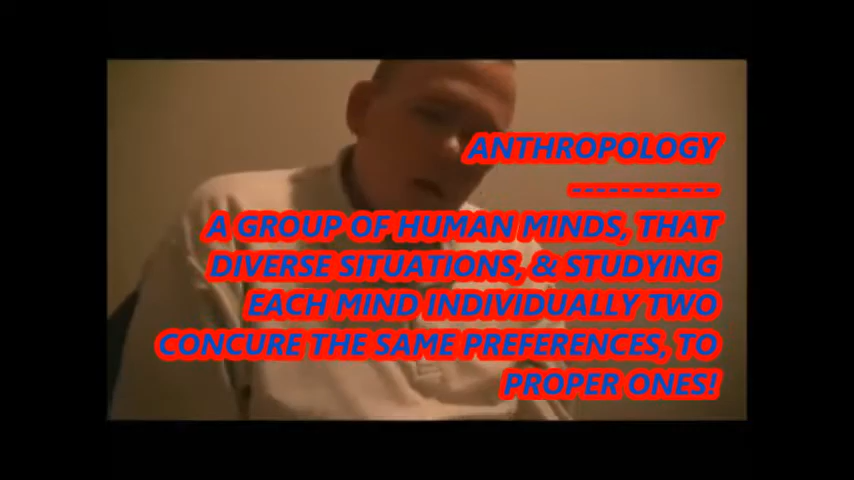 ANTHROPOLOGY
------------
A GROUP OF HUMAN MINDS, THAT
DIVERSE SITUATIONS, & STUDYING
EACH MIND INDIVIDUALLY TWO
CONCURE THE SAME PREFERENCES, TO
PROPER ONES!